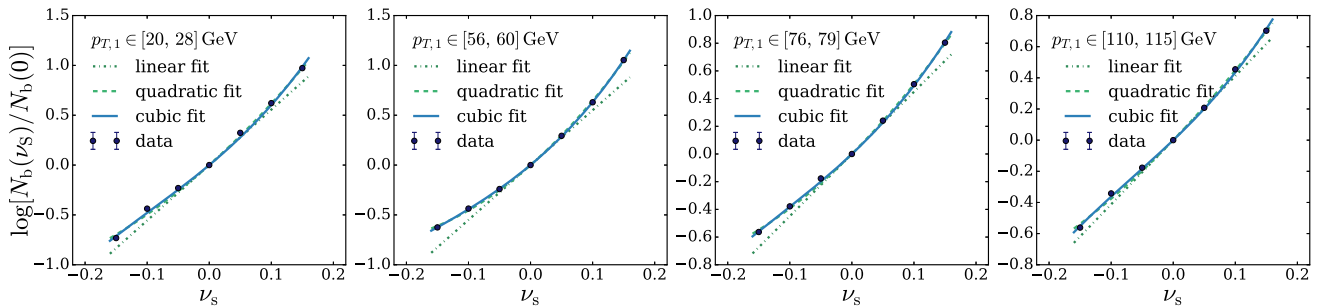 log[N_b(ν_S)/N_b(0)]
1.5
1.0
0.5
0.0
−0.5
−1.0
−0.2 −0.1 0.0 0.1 0.2
ν_s
p_{T,1} ∈ [20, 28] GeV
linear fit
quadratic fit
cubic fit
data
1.5
1.0
0.5
0.0
−0.5
−1.0
−0.2 −0.1 0.0 0.1 0.2
ν_s
p_{T,1} ∈ [56, 60] GeV
linear fit
quadratic fit
cubic fit
data
1.0
0.8
0.6
0.4
0.2
0.0
−0.2
−0.4
−0.6
−0.8
−0.2 −0.1 0.0 0.1 0.2
ν_s
p_{T,1} ∈ [76, 79] GeV
linear fit
quadratic fit
cubic fit
data
0.8
0.6
0.4
0.2
0.0
−0.2
−0.4
−0.6
−0.8
−0.2 −0.1 0.0 0.1 0.2
ν_s
p_{T,1} ∈ [110, 115] GeV
linear fit
quadratic fit
cubic fit
data